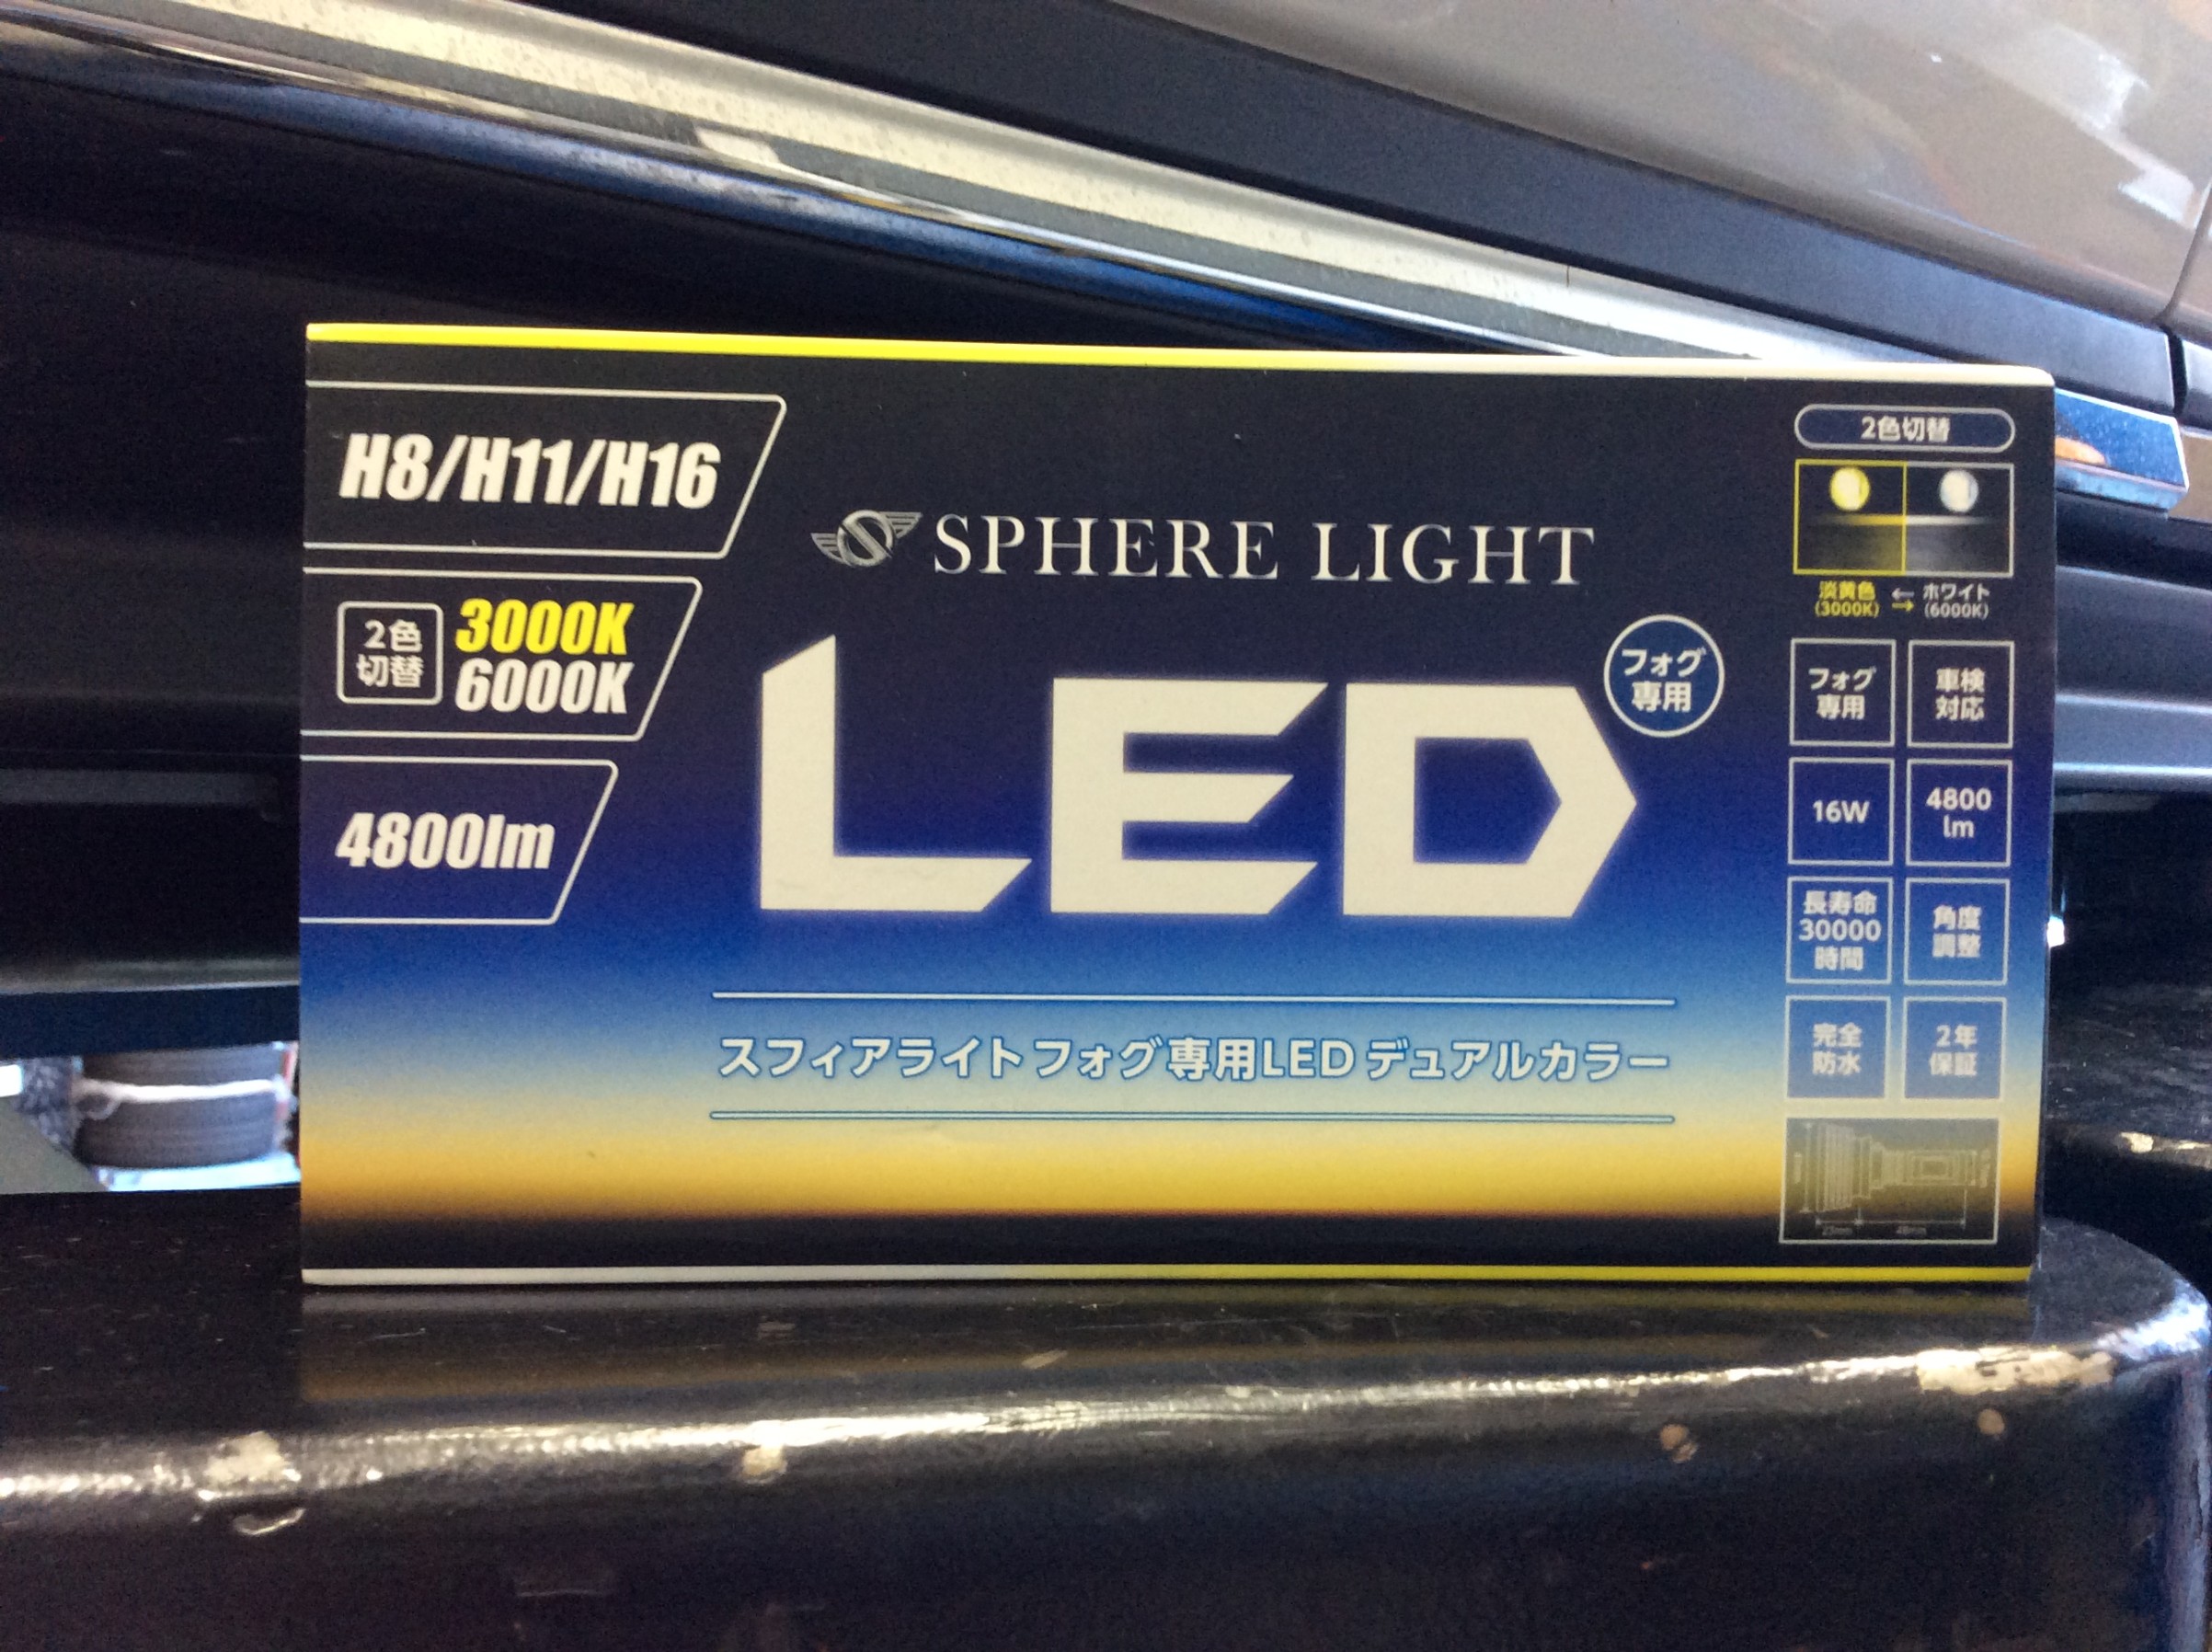 H8/H11/H16
2色
切替
3000K
6000K
4800lm
SPHERE LIGHT
LED
フォグ
専用
スフィアライトフォグ専用LED デュアルカラー
2色切替
淡黄色
(3000K)
ホワイト
(6000K)
フォグ
専用
車検
対応
16W
4800
lm
長寿命
30000
時間
角度
調整
完全
防水
2年
保証